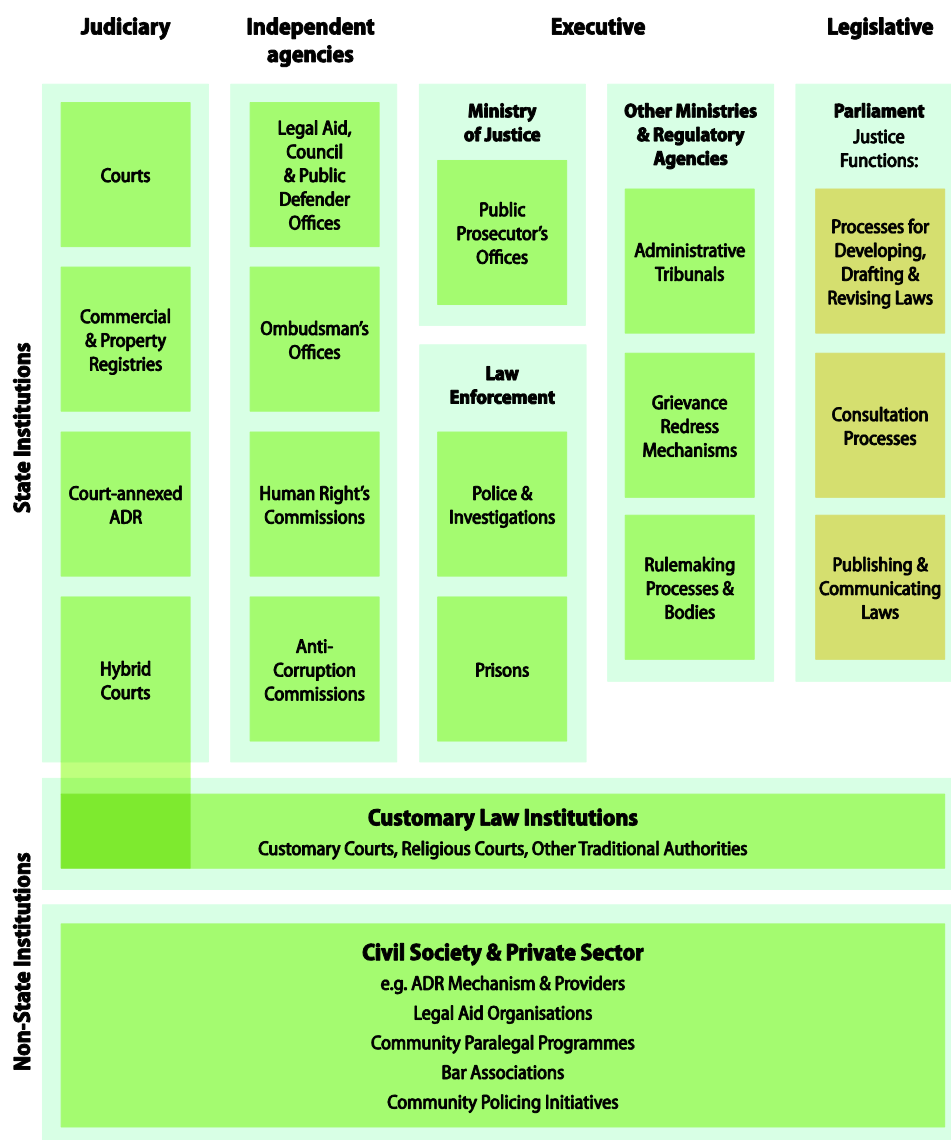 Judiciary
Independent
agencies
Executive
Legislative
State Institutions
Courts
Commercial
& Property
Registries
Court-annexed
ADR
Hybrid
Courts
Legal Aid,
Council
& Public
Defender
Offices
Ombudsman's
Offices
Human Right's
Commissions
Anti-
Corruption
Commissions
Ministry
of Justice
Public
Prosecutor's
Offices
Law
Enforcement
Police &
Investigations
Prisons
Other Ministries
& Regulatory
Agencies
Administrative
Tribunals
Grievance
Redress
Mechanisms
Rulemaking
Processes &
Bodies
Parliament
Justice
Functions:
Processes for
Developing,
Drafting &
Revising Laws
Consultation
Processes
Publishing &
Communicating
Laws
Non-State Institutions
Customary Law Institutions
Customary Courts, Religious Courts, Other Traditional Authorities
Civil Society & Private Sector
e.g. ADR Mechanism & Providers
Legal Aid Organisations
Community Paralegal Programmes
Bar Associations
Community Policing Initiatives